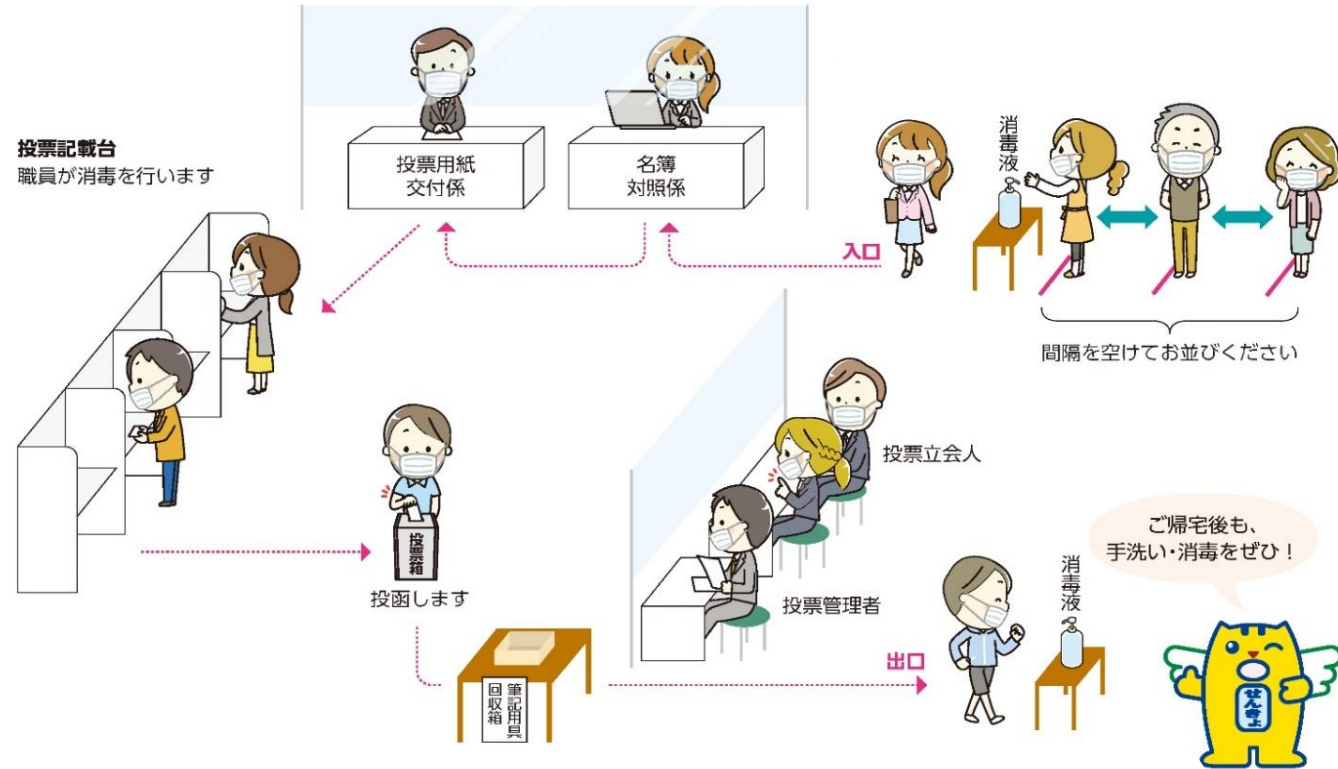 投票記載台
職員が消毒を行います
投票用紙
交付係
名簿
対照係
入口
消毒液
間隔を空けてお並びください
投票箱
投函します
筆記用具
回収箱
投票立会人
投票管理者
出口
消毒液
ご帰宅後も、
手洗い・消毒をぜひ！
せんきょ